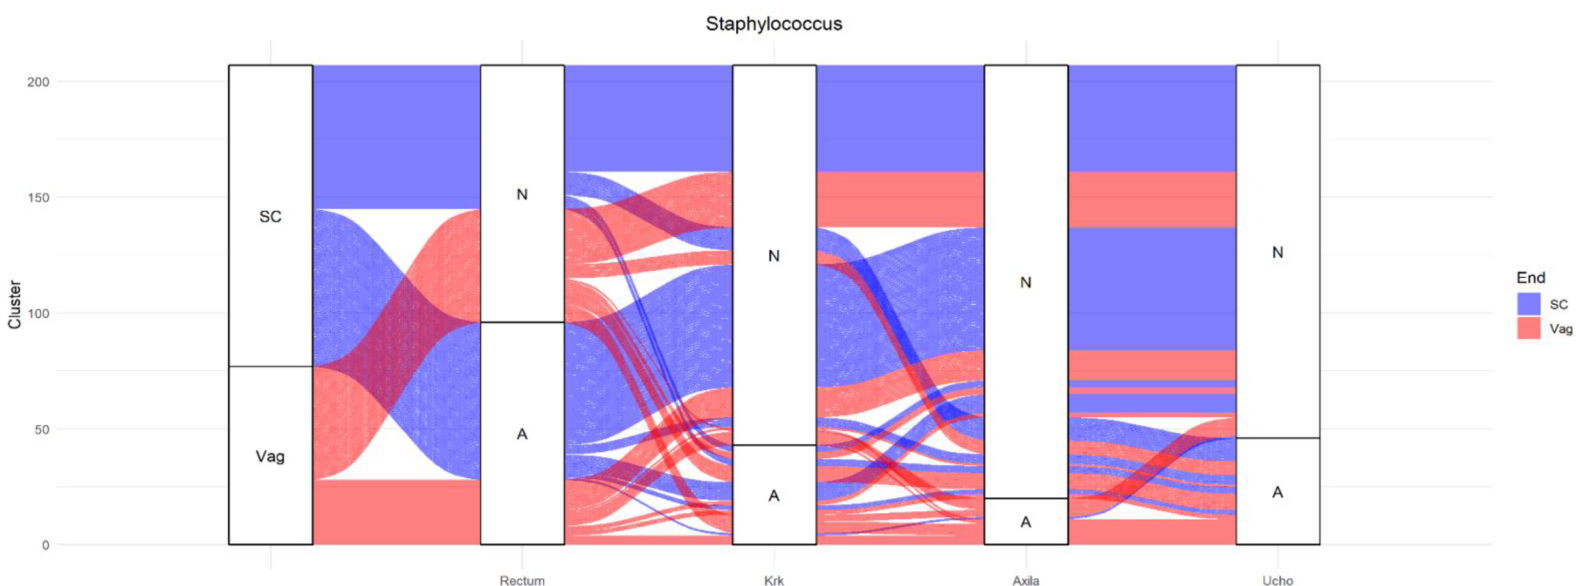 Staphylococcus
Cluster
200
150
100
50
0
SC
Vag
N
A
N
A
N
A
N
A
Rectum
Krk
Axila
Ucho
End
SC
Vag